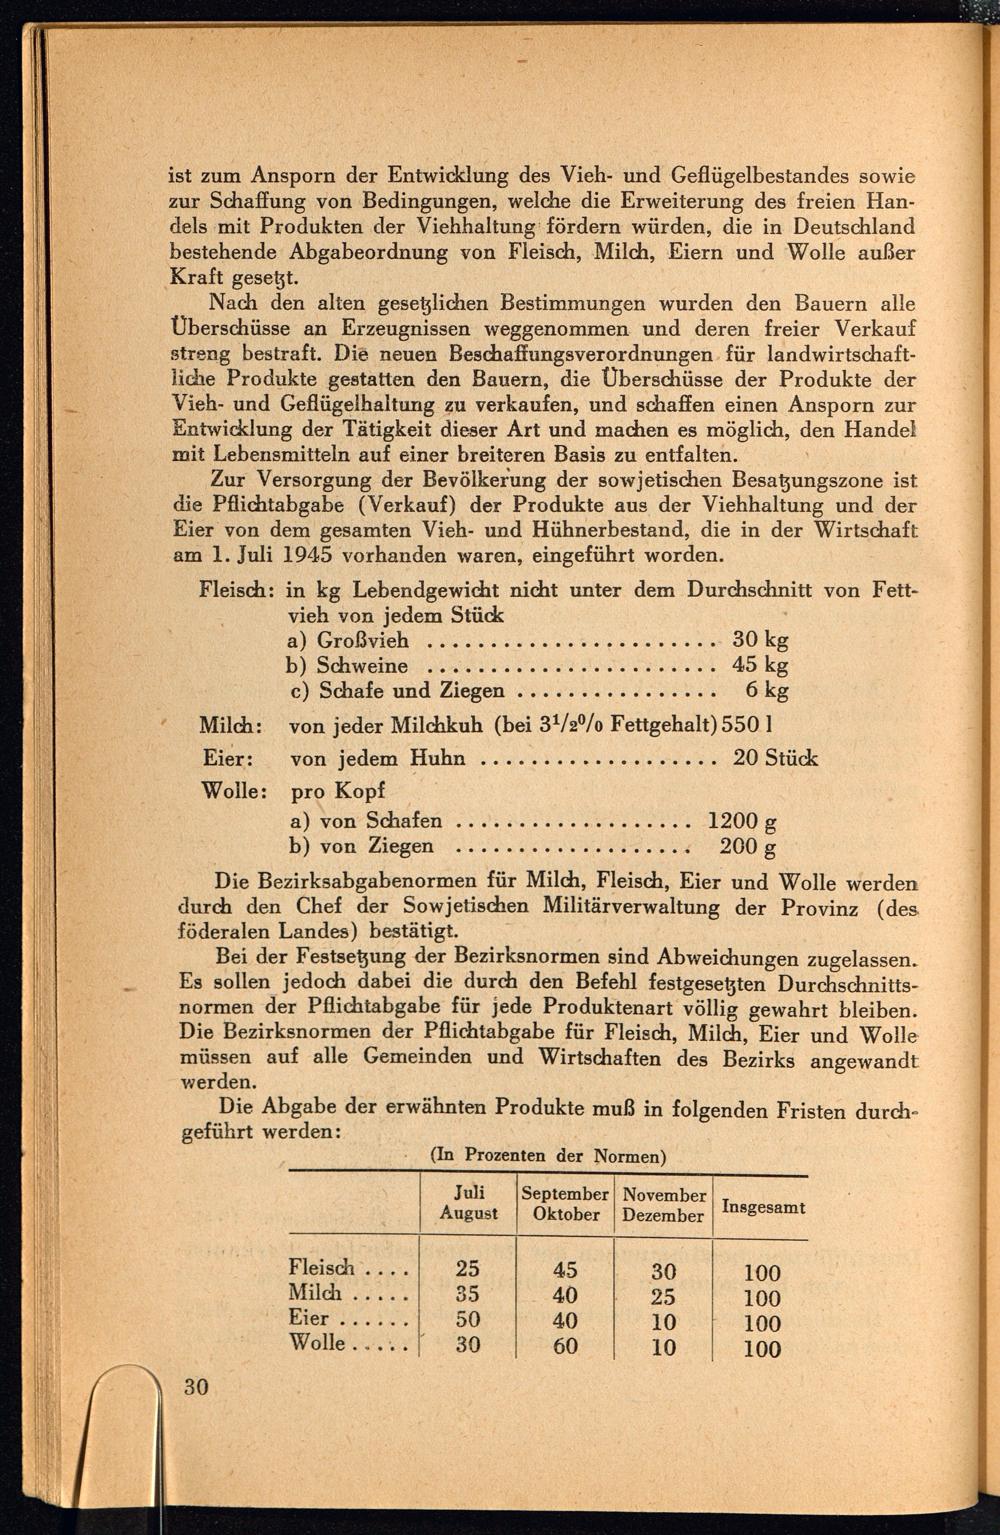 ist zum Ansporn der Entwicklung des Vieh- und Geflügelbestandes sowie
zur Schaffung von Bedingungen, welche die Erweiterung des freien Han-
dels mit Produkten der Viehhaltung fördern würden, die in Deutschland
bestehende Abgabeordnung von Fleisch, Milch, Eiern und Wolle außer
Kraft gesetzt.
Nach den alten gesetzlichen Bestimmungen wurden den Bauern alle
Überschüsse an Erzeugnissen weggenommen und deren freier Verkauf
streng bestraft. Die neuen Beschaffungsverordnungen für landwirtschaft-
liche Produkte gestatten den Bauern, die Überschüsse der Produkte der
Vieh- und Geflügelhaltung zu verkaufen, und schaffen einen Ansporn zur
Entwicklung der Tätigkeit dieser Art und machen es möglich, den Handel
mit Lebensmitteln auf einer breiteren Basis zu entfalten.
Zur Versorgung der Bevölkerung der sowjetischen Besatzungszone ist
die Pflichtabgabe (Verkauf) der Produkte aus der Viehhaltung und der
Eier von dem gesamten Vieh- und Hühnerbestand, die in der Wirtschaft
am 1. Juli 1945 vorhanden waren, eingeführt worden.
Fleisch: in kg Lebendgewicht nicht unter dem Durchschnitt von Fett-
vieh von jedem Stück
a) Großvieh ........................ 30 kg
b) Schweine ........................ 45 kg
c) Schafe und Ziegen ................ 6 kg
Milch: von jeder Milchkuh (bei 3½% Fettgehalt) 550 l
Eier: von jedem Huhn ................... 20 Stück
Wolle: pro Kopf
a) von Schafen ................... 1200 g
b) von Ziegen ................... 200 g
Die Bezirksabgabenormen für Milch, Fleisch, Eier und Wolle werden
durch den Chef der Sowjetischen Militärverwaltung der Provinz (des
föderalen Landes) bestätigt.
Bei der Festsetzung der Bezirksnormen sind Abweichungen zugelassen.
Es sollen jedoch dabei die durch den Befehl festgesetzten Durchschnitts-
normen der Pflichtabgabe für jede Produktenart völlig gewahrt bleiben.
Die Bezirksnormen der Pflichtabgabe für Fleisch, Milch, Eier und Wolle
müssen auf alle Gemeinden und Wirtschaften des Bezirks angewandt
werden.
Die Abgabe der erwähnten Produkte muß in folgenden Fristen durch-
geführt werden:
(In Prozenten der Normen)
Juli August September Oktober November Dezember Insgesamt
Fleisch .... 25 45 30 100
Milch ..... 35 40 25 100
Eier ...... 50 40 10 100
Wolle ..... 30 60 10 100
30